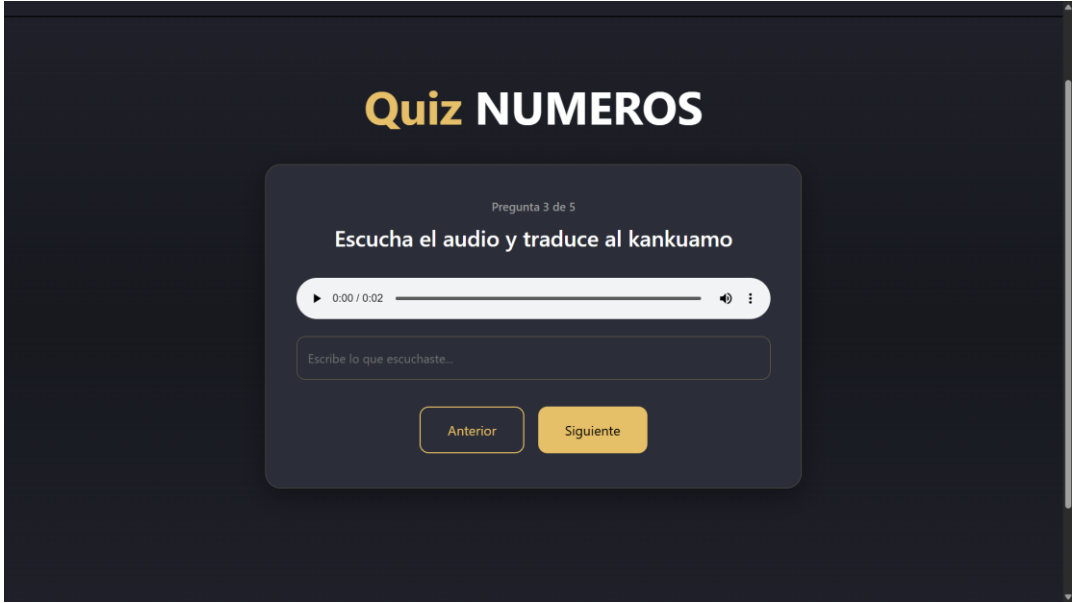 Quiz NUMEROS
Pregunta 3 de 5
Escucha el audio y traduce al kankuamo
0:00 / 0:02
Escribe lo que escuchaste...
Anterior Siguiente